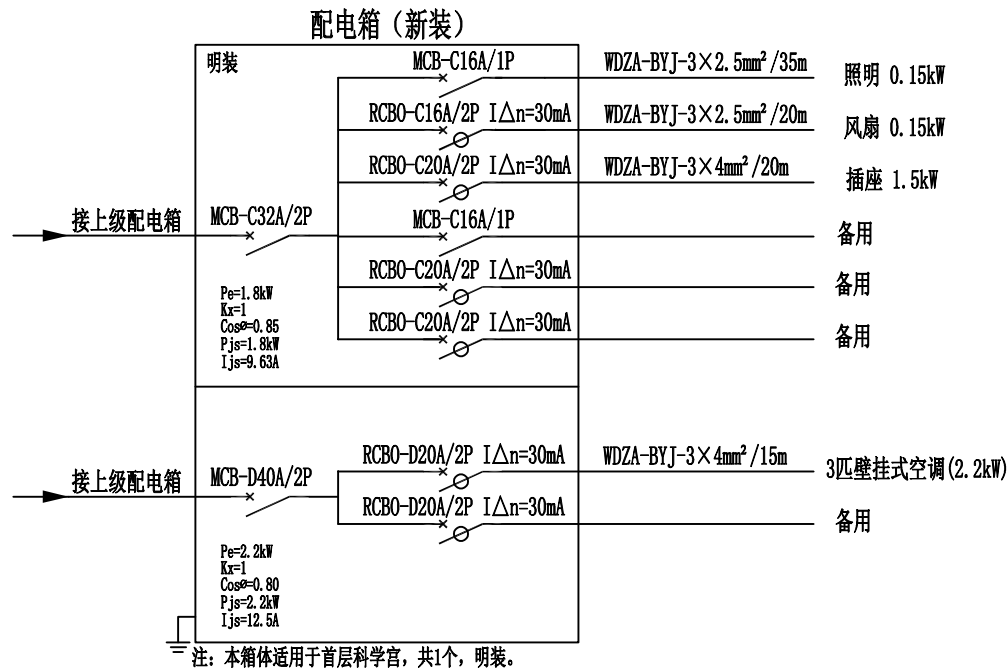 配电箱（新装）
明装
MCB-C16A/1P
WDZA-BYJ-3×2.5mm²/35m
照明 0.15kW
RCBO-C16A/2P I△n=30mA
WDZA-BYJ-3×2.5mm²/20m
风扇 0.15kW
RCBO-C20A/2P I△n=30mA
WDZA-BYJ-3×4mm²/20m
插座 1.5kW
接上级配电箱
MCB-C32A/2P
MCB-C16A/1P
备用
RCBO-C20A/2P I△n=30mA
备用
RCBO-C20A/2P I△n=30mA
备用
Pe=1.8kW
Kx=1
Cosø=0.85
Pjs=1.8kW
Ijs=9.63A
接上级配电箱
MCB-D40A/2P
RCBO-D20A/2P I△n=30mA
WDZA-BYJ-3×4mm²/15m
3匹壁挂式空调(2.2kW)
RCBO-D20A/2P I△n=30mA
备用
Pe=2.2kW
Kx=1
Cosø=0.80
Pjs=2.2kW
Ijs=12.5A
注：本箱体适用于首层科学宫，共1个，明装。